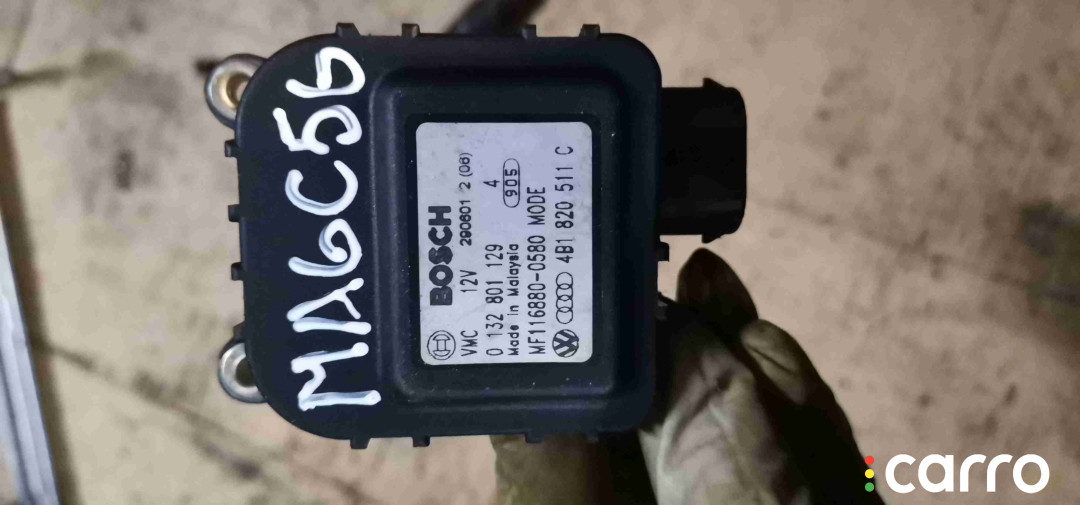 MA6C56
BOSCH
VMC 12V 290601 2 (06)
0 132 801 129 4
Made in Malaysia 905
MF116880-0580 MODE
4B1 820 511 C
carro